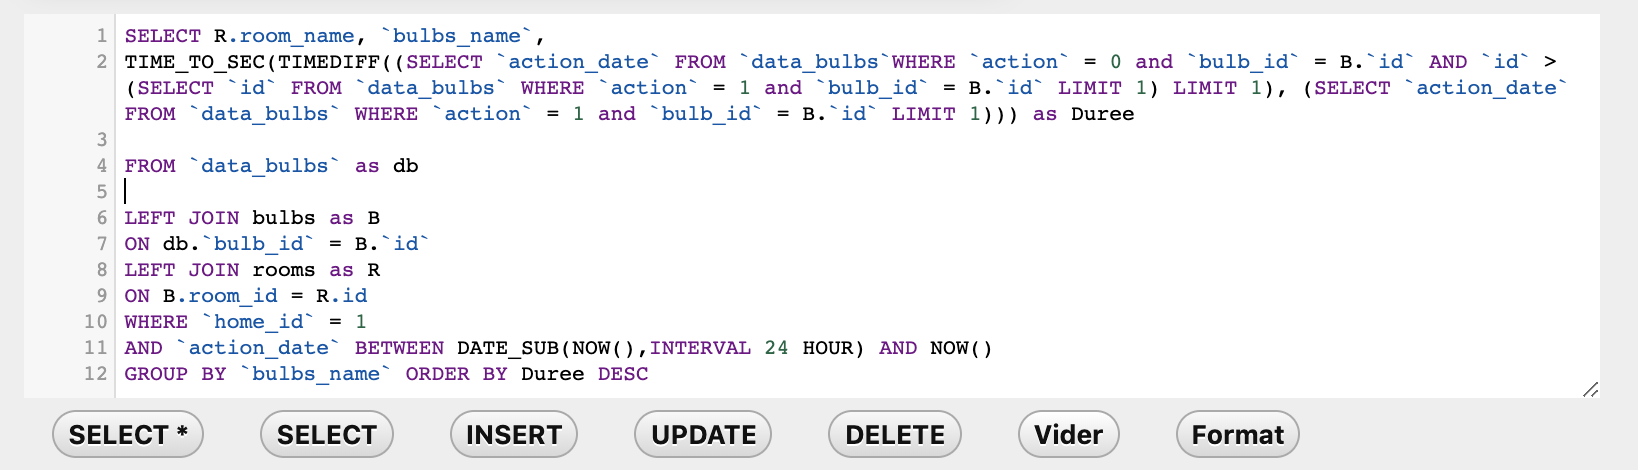 1 SELECT R.room_name, `bulbs_name`,
2 TIME_TO_SEC(TIMEDIFF((SELECT `action_date` FROM `data_bulbs`WHERE `action` = 0 and `bulb_id` = B.`id` AND `id` >
(SELECT `id` FROM `data_bulbs` WHERE `action` = 1 and `bulb_id` = B.`id` LIMIT 1) LIMIT 1), (SELECT `action_date`
FROM `data_bulbs` WHERE `action` = 1 and `bulb_id` = B.`id` LIMIT 1))) as Duree
3
4 FROM `data_bulbs` as db
5
6 LEFT JOIN bulbs as B
7 ON db.`bulb_id` = B.`id`
8 LEFT JOIN rooms as R
9 ON B.room_id = R.id
10 WHERE `home_id` = 1
11 AND `action_date` BETWEEN DATE_SUB(NOW(),INTERVAL 24 HOUR) AND NOW()
12 GROUP BY `bulbs_name` ORDER BY Duree DESC
SELECT * SELECT INSERT UPDATE DELETE Vider Format